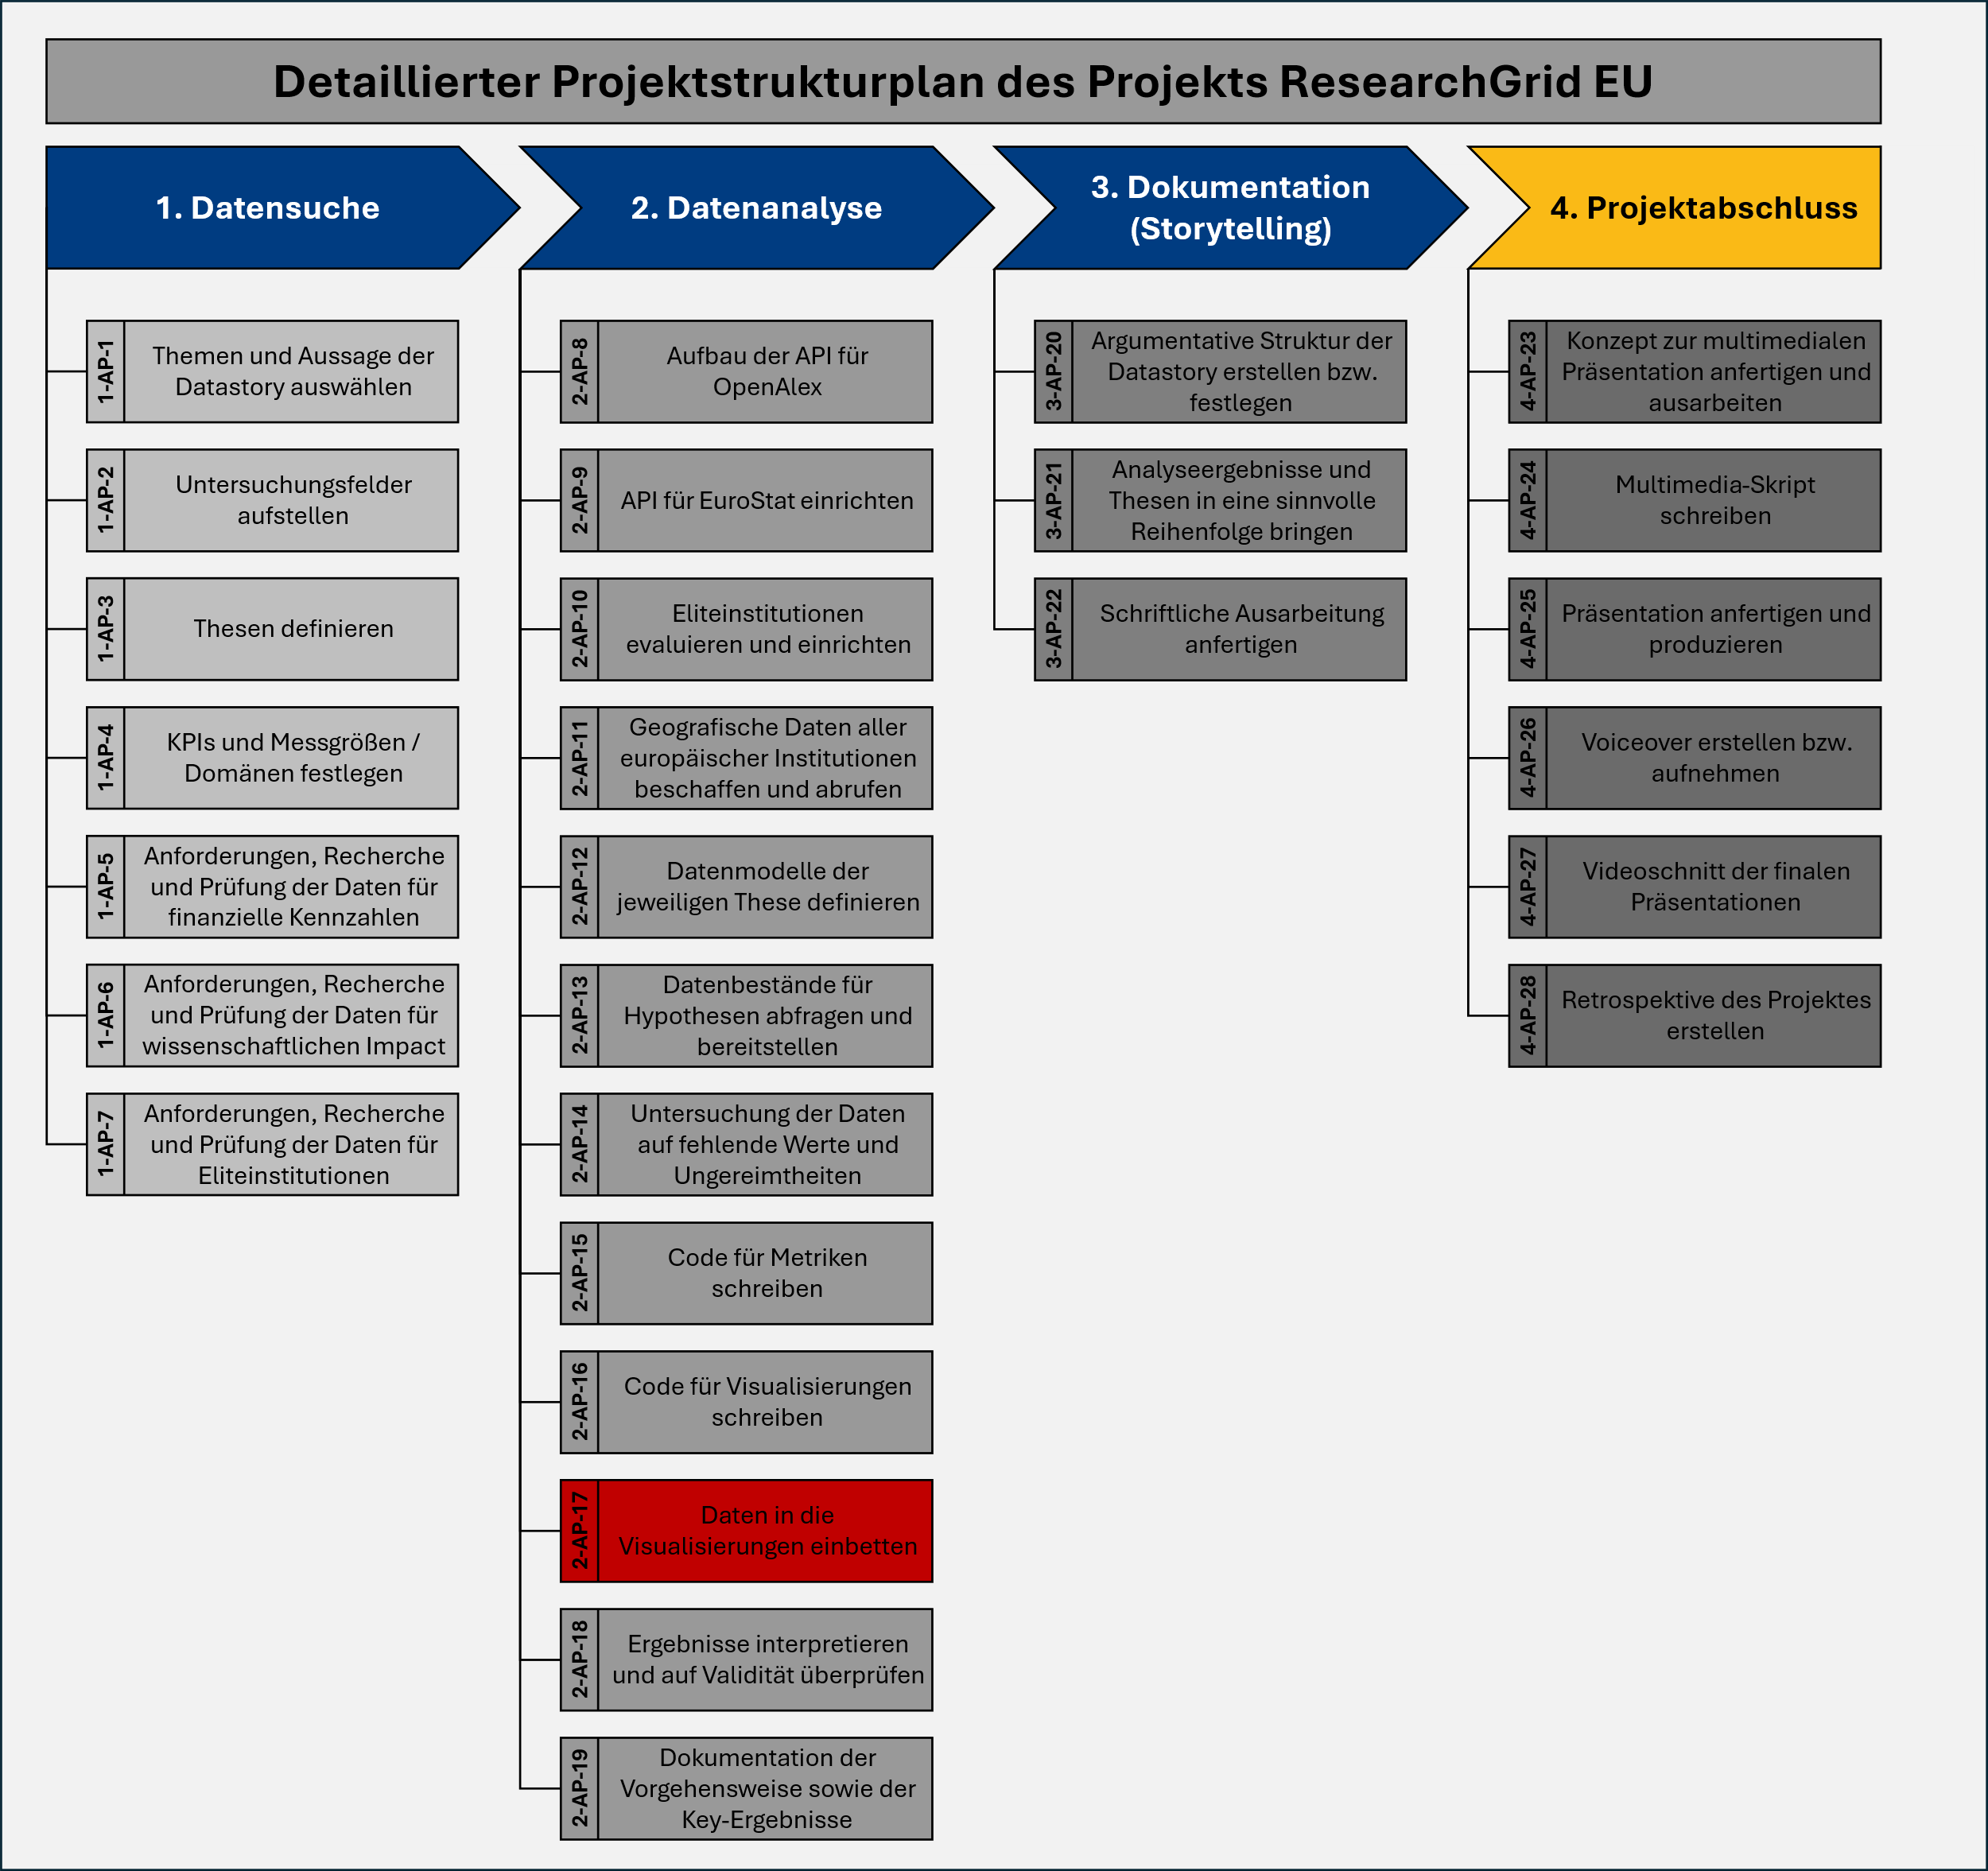 Detaillierter Projektstrukturplan des Projekts ResearchGrid EU
1. Datensuche
1-AP-1
Themen und Aussage der
Datastory auswählen
1-AP-2
Untersuchungsfelder
aufstellen
1-AP-3
Thesen definieren
1-AP-4
KPIs und Messgrößen /
Domänen festlegen
1-AP-5
Anforderungen, Recherche
und Prüfung der Daten für
finanzielle Kennzahlen
1-AP-6
Anforderungen, Recherche
und Prüfung der Daten für
wissenschaftlichen Impact
1-AP-7
Anforderungen, Recherche
und Prüfung der Daten für
Eliteinstitutionen
2. Datenanalyse
2-AP-8
Aufbau der API für
OpenAlex
2-AP-9
API für EuroStat einrichten
2-AP-10
Eliteinstitutionen
evaluieren und einrichten
2-AP-11
Geografische Daten aller
europäischer Institutionen
beschaffen und abrufen
2-AP-12
Datenmodelle der
jeweiligen These definieren
2-AP-13
Datenbestände für
Hypothesen abfragen und
bereitstellen
2-AP-14
Untersuchung der Daten
auf fehlende Werte und
Ungereimtheiten
2-AP-15
Code für Metriken
schreiben
2-AP-16
Code für Visualisierungen
schreiben
2-AP-17
Daten in die
Visualisierungen einbetten
2-AP-18
Ergebnisse interpretieren
und auf Validität überprüfen
2-AP-19
Dokumentation der
Vorgehensweise sowie der
Key-Ergebnisse
3. Dokumentation
(Storytelling)
3-AP-20
Argumentative Struktur der
Datastory erstellen bzw.
festlegen
3-AP-21
Analyseergebnisse und
Thesen in eine sinnvolle
Reihenfolge bringen
3-AP-22
Schriftliche Ausarbeitung
anfertigen
4. Projektabschluss
4-AP-23
Konzept zur multimedialen
Präsentation anfertigen und
ausarbeiten
4-AP-24
Multimedia-Skript
schreiben
4-AP-25
Präsentation anfertigen und
produzieren
4-AP-26
Voiceover erstellen bzw.
aufnehmen
4-AP-27
Videoschnitt der finalen
Präsentationen
4-AP-28
Retrospektive des Projektes
erstellen